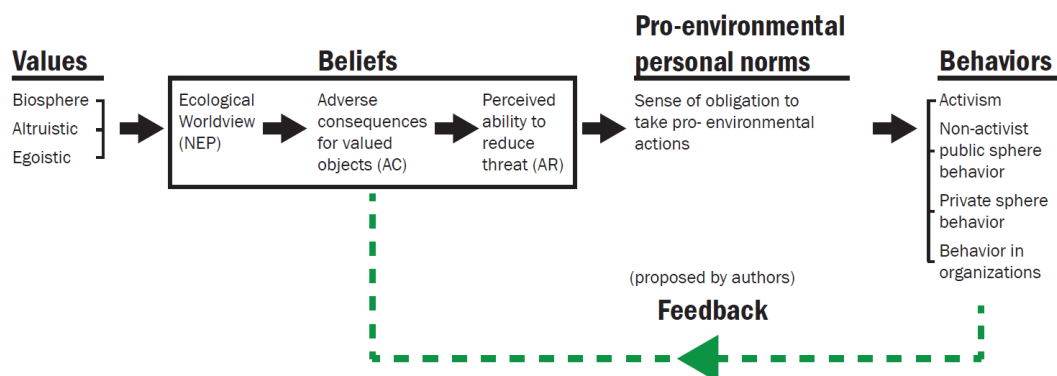 Values
Biosphere
Altruistic
Egoistic
Beliefs
Ecological
Worldview
(NEP)
Adverse
consequences
for valued
objects (AC)
Perceived
ability to
reduce
threat (AR)
Pro-environmental
personal norms
Sense of obligation to
take pro- environmental
actions
Behaviors
Activism
Non-activist
public sphere
behavior
Private sphere
behavior
Behavior in
organizations
(proposed by authors)
Feedback